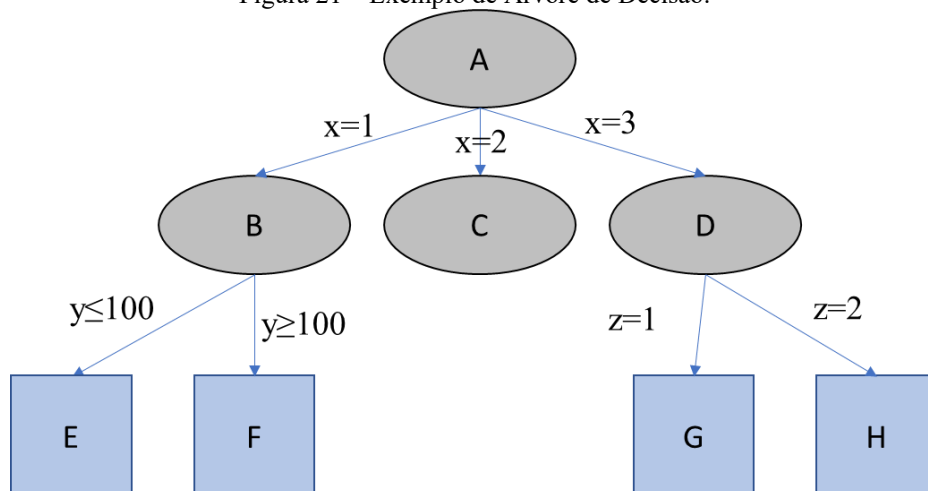 Figura 21 – Exemplo de Árvore de Decisão.
A
x=1
x=2
x=3
B
C
D
y≤100
y≥100
z=1
z=2
E
F
G
H